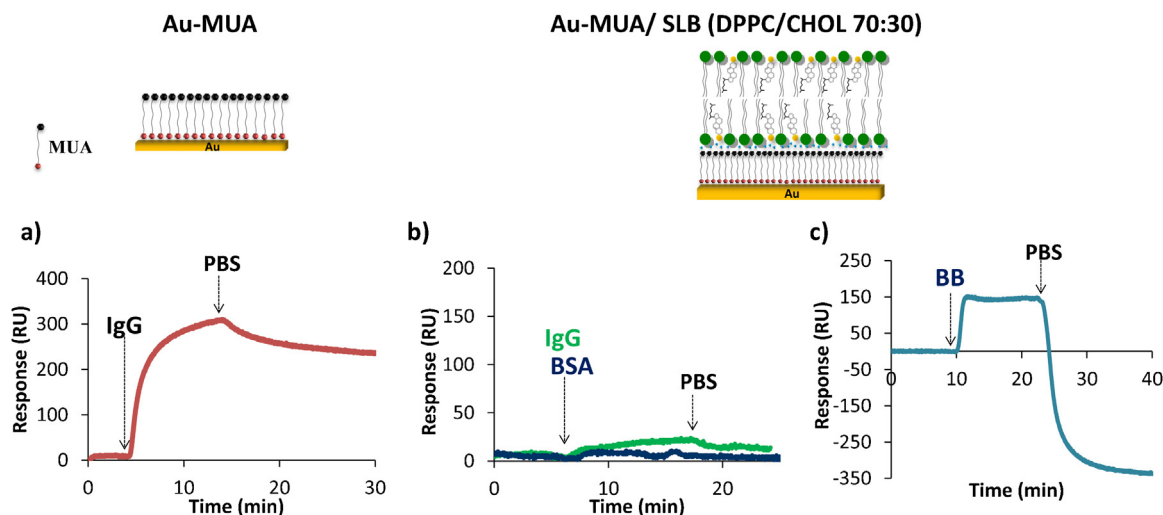 Au-MUA
Au-MUA/ SLB (DPPC/CHOL 70:30)
MUA
Au
Au
a)
400
300
200
100
0
0
10
20
30
Response (RU)
Time (min)
IgG
PBS
b)
200
150
100
50
0
0
10
20
Response (RU)
Time (min)
IgG
BSA
PBS
c)
250
150
50
-50
-150
-250
-350
0
10
20
30
40
Response (RU)
Time (min)
BB
PBS